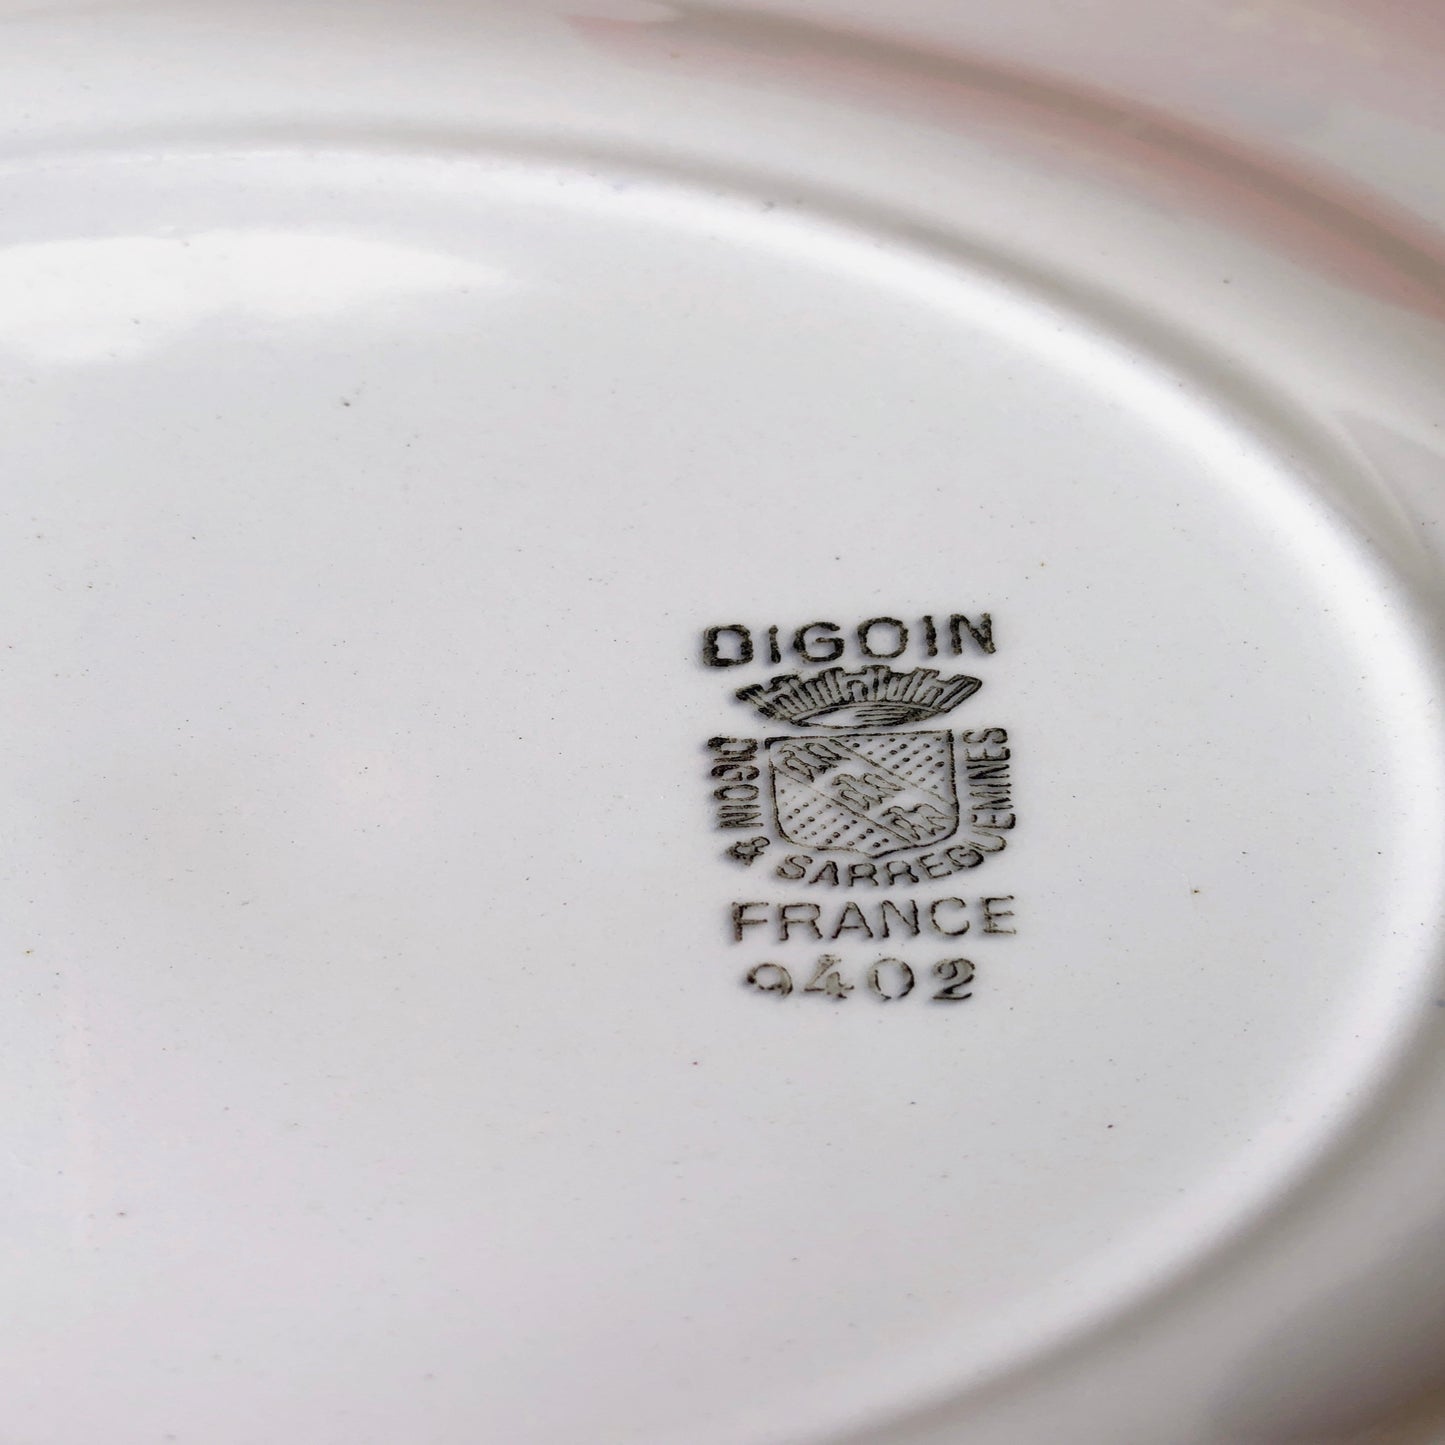 DIGOIN
DIGOIN & SARREGUEMINES
FRANCE
9402